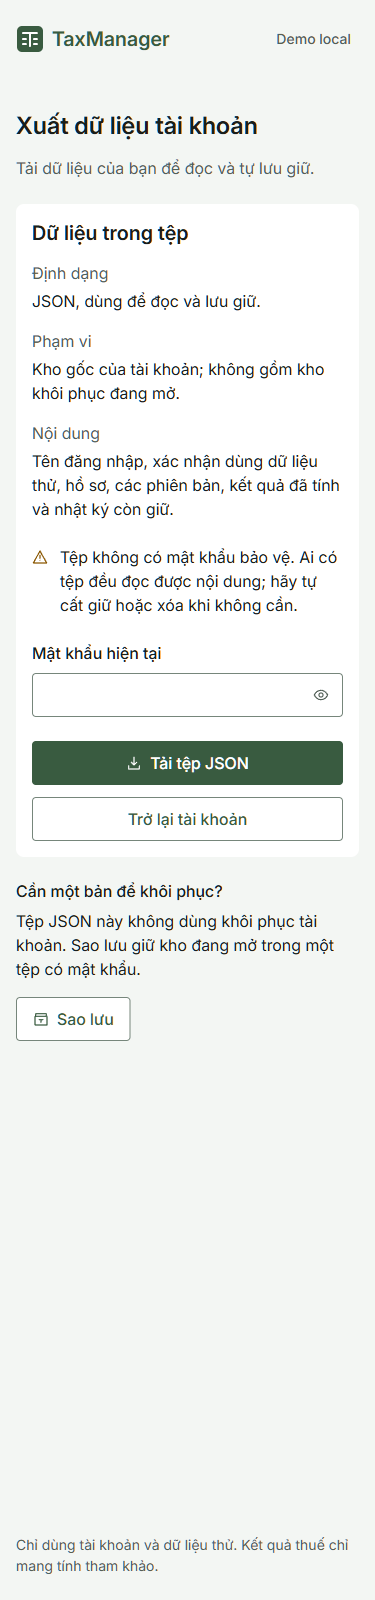 TaxManager
Demo local
Xuất dữ liệu tài khoản
Tải dữ liệu của bạn để đọc và tự lưu giữ.
Dữ liệu trong tệp
Định dạng
JSON, dùng để đọc và lưu giữ.
Phạm vi
Kho gốc của tài khoản; không gồm kho
khôi phục đang mở.
Nội dung
Tên đăng nhập, xác nhận dùng dữ liệu
thử, hồ sơ, các phiên bản, kết quả đã tính
và nhật ký còn giữ.
Tệp không có mật khẩu bảo vệ. Ai có
tệp đều đọc được nội dung; hãy tự
cất giữ hoặc xóa khi không cần.
Mật khẩu hiện tại
Tải tệp JSON
Trở lại tài khoản
Cần một bản để khôi phục?
Tệp JSON này không dùng khôi phục tài
khoản. Sao lưu giữ kho đang mở trong một
tệp có mật khẩu.
Sao lưu
Chỉ dùng tài khoản và dữ liệu thử. Kết quả thuế chỉ
mang tính tham khảo.